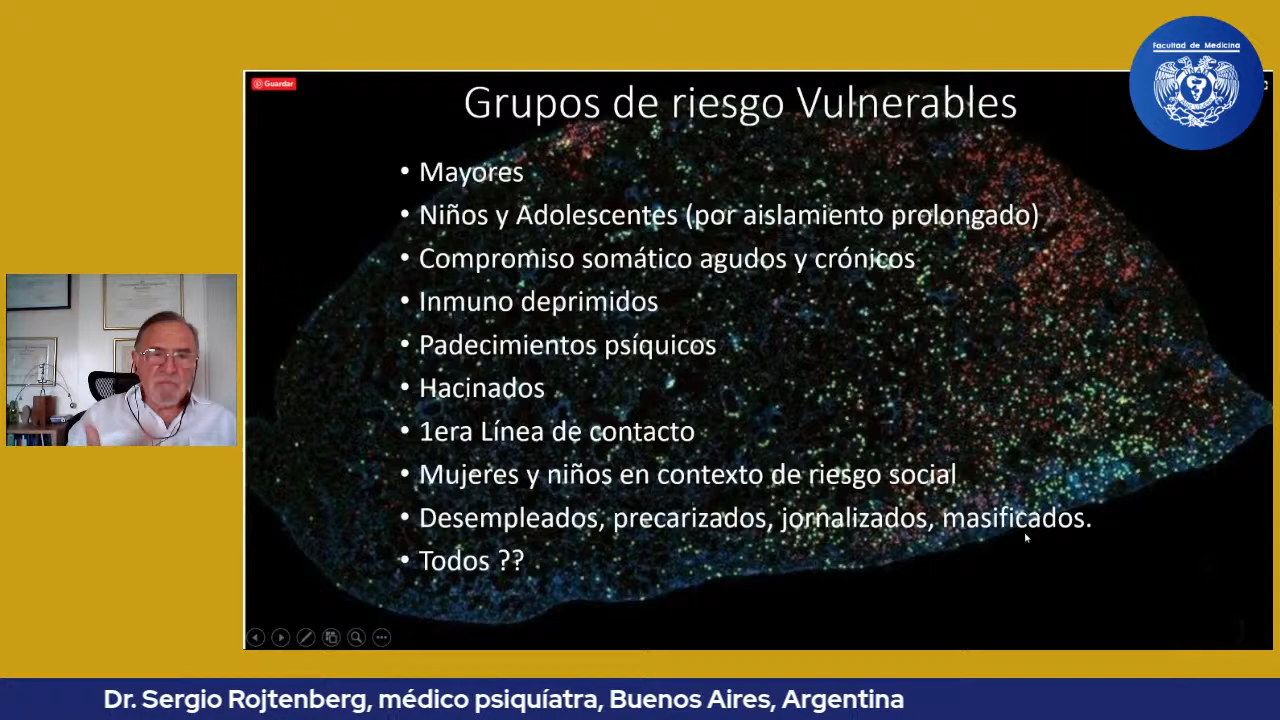 Facultad de Medicina
Guardar
Grupos de riesgo Vulnerables
• Mayores
• Niños y Adolescentes (por aislamiento prolongado)
• Compromiso somático agudos y crónicos
• Inmuno deprimidos
• Padecimientos psíquicos
• Hacinados
• 1era Línea de contacto
• Mujeres y niños en contexto de riesgo social
• Desempleados, precarizados, jornalizados, masificados.
• Todos ??
Dr. Sergio Rojtenberg, médico psiquíatra, Buenos Aires, Argentina